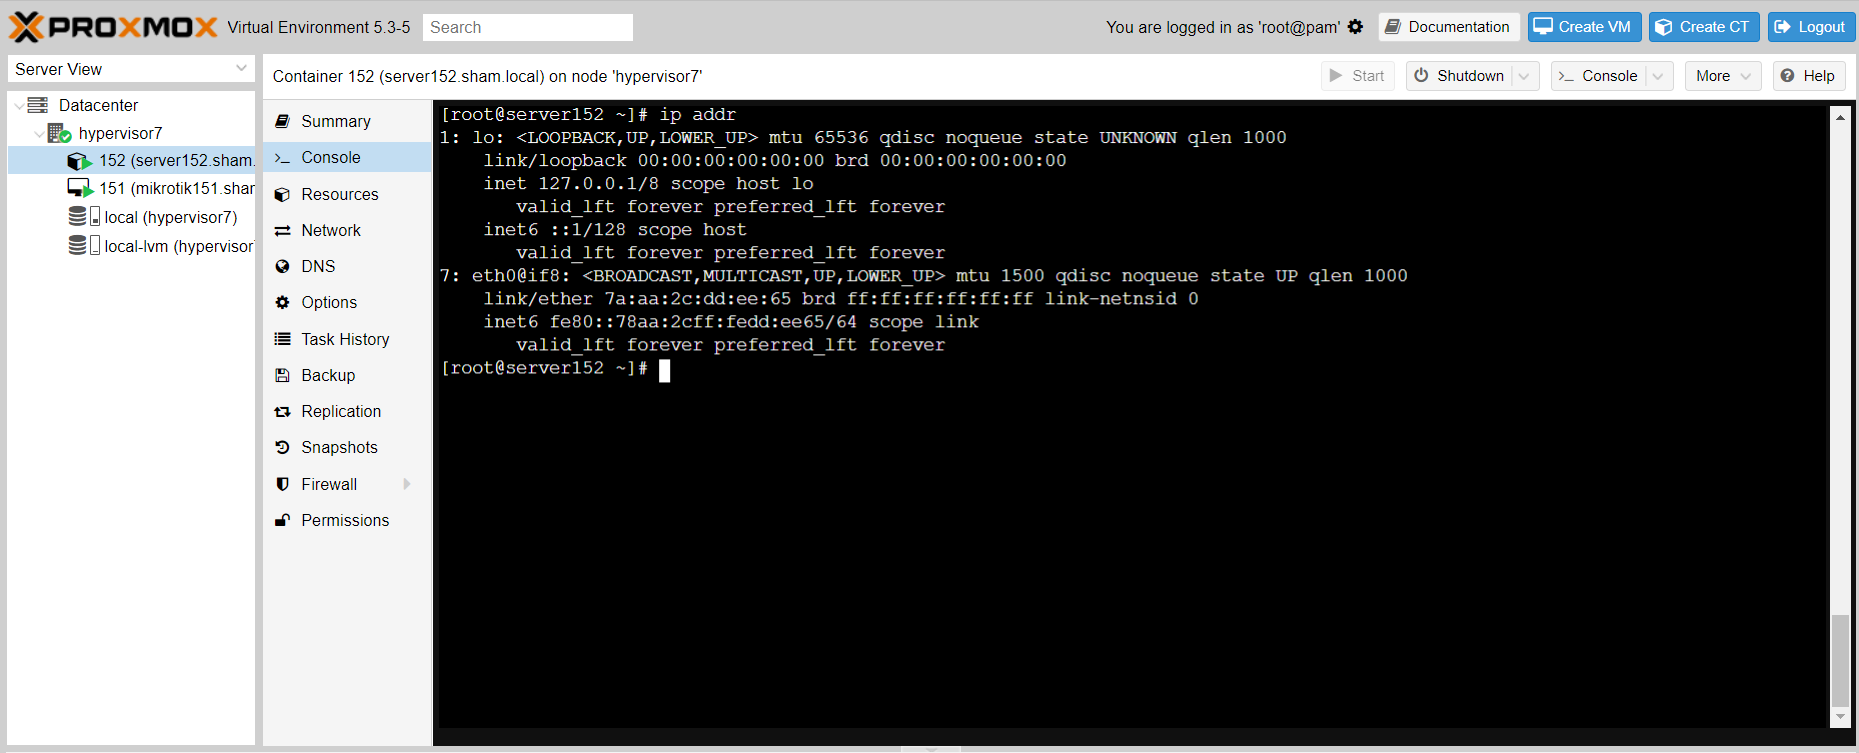 PROXMOX Virtual Environment 5.3-5 Search You are logged in as 'root@pam' Documentation Create VM Create CT Logout
Server View
Datacenter
hypervisor7
152 (server152.sham.
151 (mikrotik151.shar
local (hypervisor7)
local-lvm (hypervisor
Container 152 (server152.sham.local) on node 'hypervisor7' Start Shutdown Console More Help
Summary
Console
Resources
Network
DNS
Options
Task History
Backup
Replication
Snapshots
Firewall
Permissions
[root@server152 ~]# ip addr
1: lo: <LOOPBACK,UP,LOWER_UP> mtu 65536 qdisc noqueue state UNKNOWN qlen 1000
link/loopback 00:00:00:00:00:00 brd 00:00:00:00:00:00
inet 127.0.0.1/8 scope host lo
valid_lft forever preferred_lft forever
inet6 ::1/128 scope host
valid_lft forever preferred_lft forever
7: eth0@if8: <BROADCAST,MULTICAST,UP,LOWER_UP> mtu 1500 qdisc noqueue state UP qlen 1000
link/ether 7a:aa:2c:dd:ee:65 brd ff:ff:ff:ff:ff:ff link-netnsid 0
inet6 fe80::78aa:2cff:fedd:ee65/64 scope link
valid_lft forever preferred_lft forever
[root@server152 ~]#